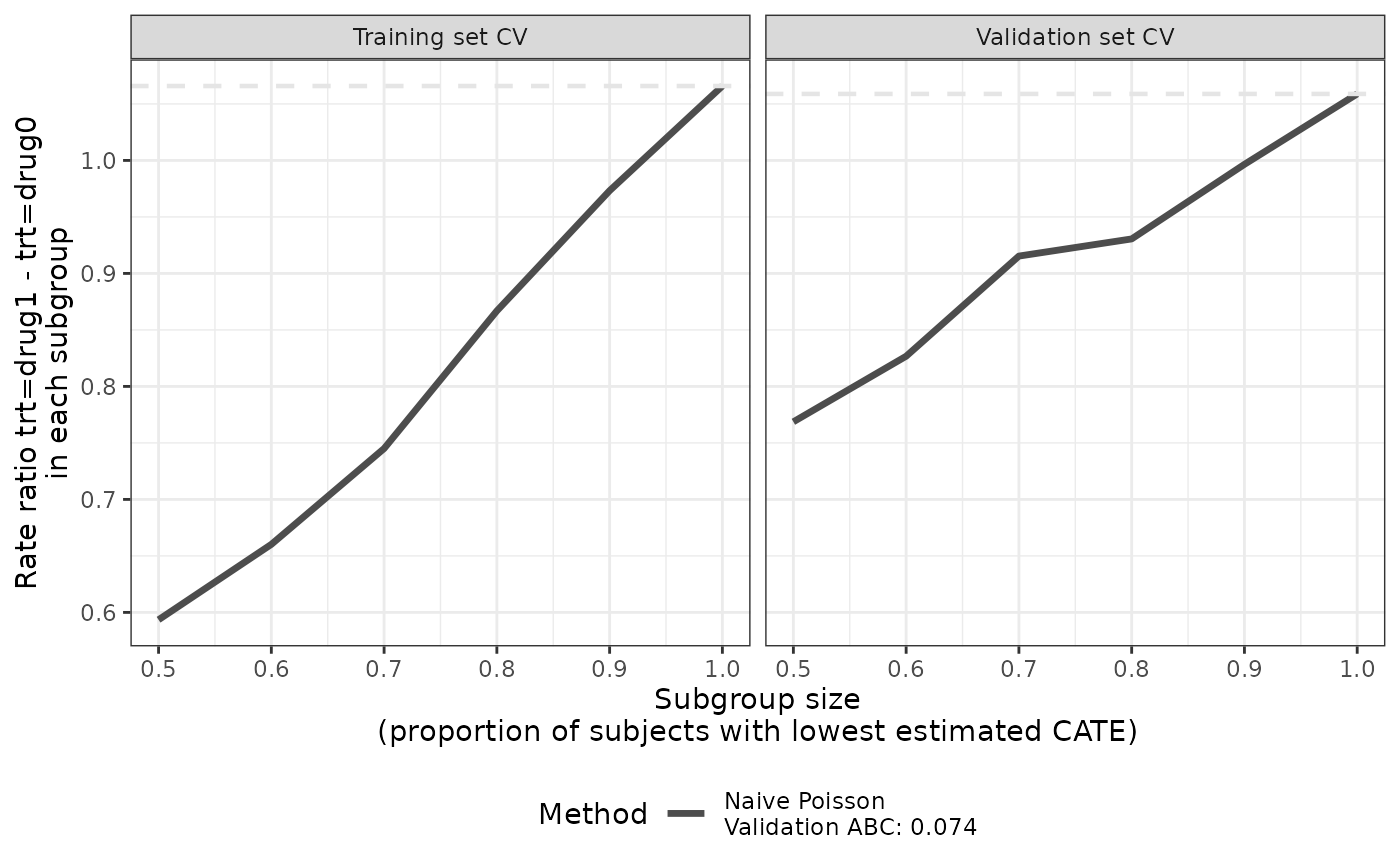 Training set CV
Validation set CV
Rate ratio trt=drug1 - trt=drug0
in each subgroup
1.0
0.9
0.8
0.7
0.6
0.5 0.6 0.7 0.8 0.9 1.0
0.5 0.6 0.7 0.8 0.9 1.0
Subgroup size
(proportion of subjects with lowest estimated CATE)
Method
Naive Poisson
Validation ABC: 0.074